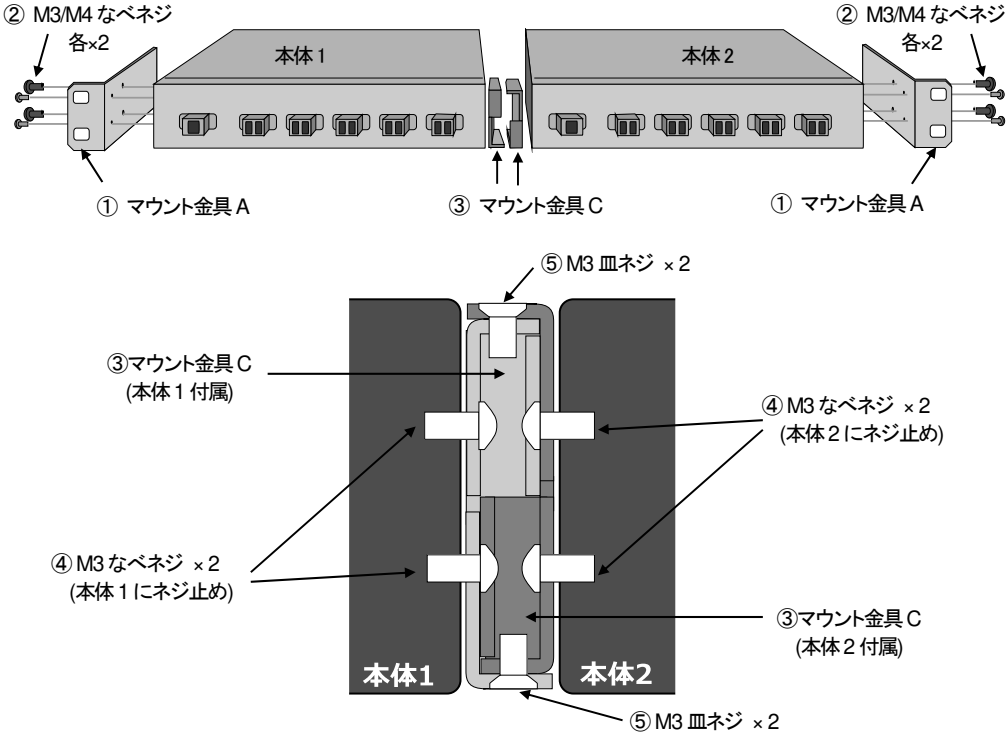 ② M3/M4 なベネジ
各×2
本体 1
本体 2
② M3/M4 なベネジ
各×2
① マウント金具 A
③ マウント金具 C
① マウント金具 A
⑤ M3 皿ネジ ×2
③マウント金具 C
(本体 1 付属)
④ M3 なベネジ ×2
(本体 2 にネジ止め)
④ M3 なベネジ ×2
(本体 1 にネジ止め)
③マウント金具 C
(本体 2 付属)
本体1
本体2
⑤ M3 皿ネジ ×2